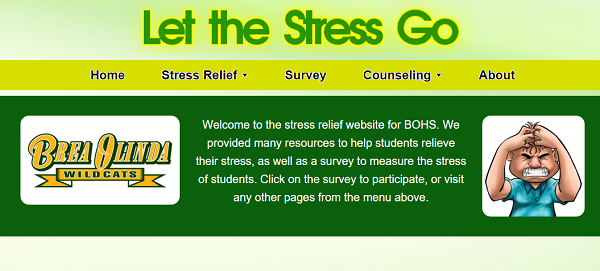 Let the Stress Go
Home Stress Relief Survey Counseling About
BREA OLINDA
WILDCATS
Welcome to the stress relief website for BOHS. We
provided many resources to help students relieve
their stress, as well as a survey to measure the stress
of students. Click on the survey to participate, or visit
any other pages from the menu above.